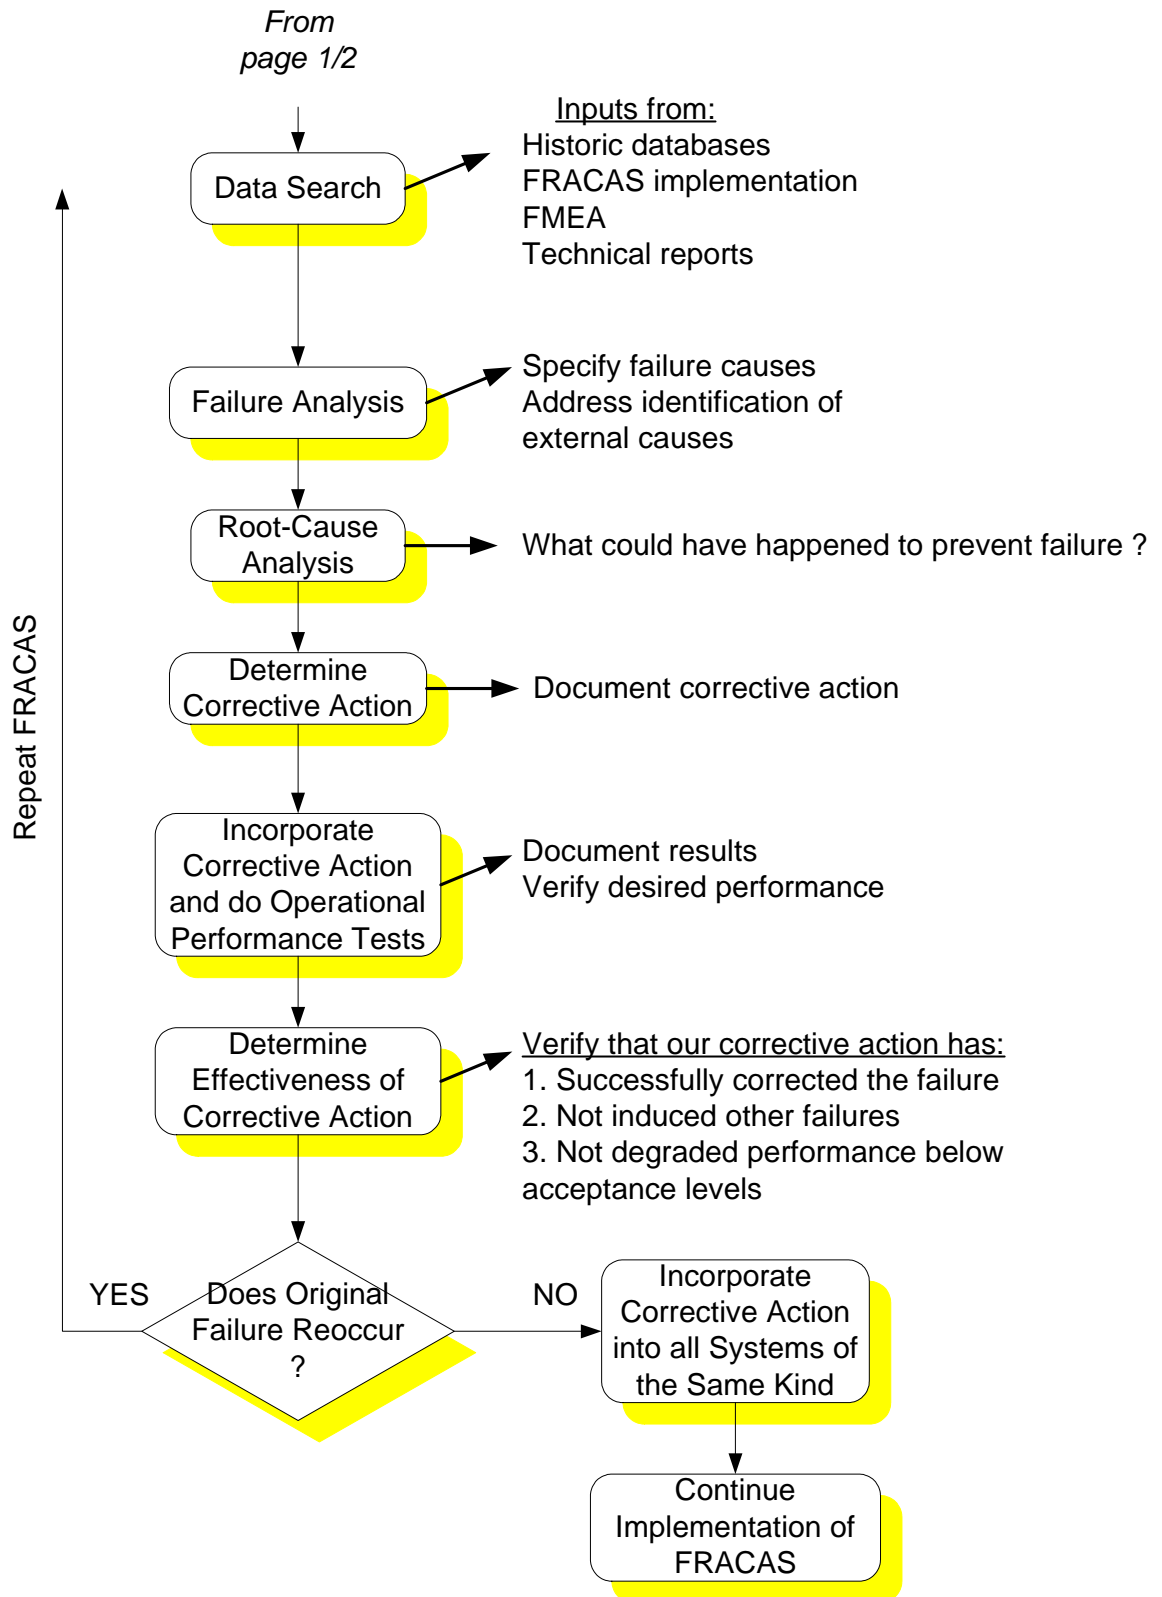 From
page 1/2
Inputs from:
Historic databases
FRACAS implementation
FMEA
Technical reports
Data Search
Specify failure causes
Address identification of
external causes
Failure Analysis
Root-Cause
Analysis
What could have happened to prevent failure ?
Determine
Corrective Action
Document corrective action
Repeat FRACAS
Incorporate
Corrective Action
and do Operational
Performance Tests
Document results
Verify desired performance
Determine
Effectiveness of
Corrective Action
Verify that our corrective action has:
1. Successfully corrected the failure
2. Not induced other failures
3. Not degraded performance below
acceptance levels
YES
Does Original
Failure Reoccur
?
NO
Incorporate
Corrective Action
into all Systems of
the Same Kind
Continue
Implementation of
FRACAS